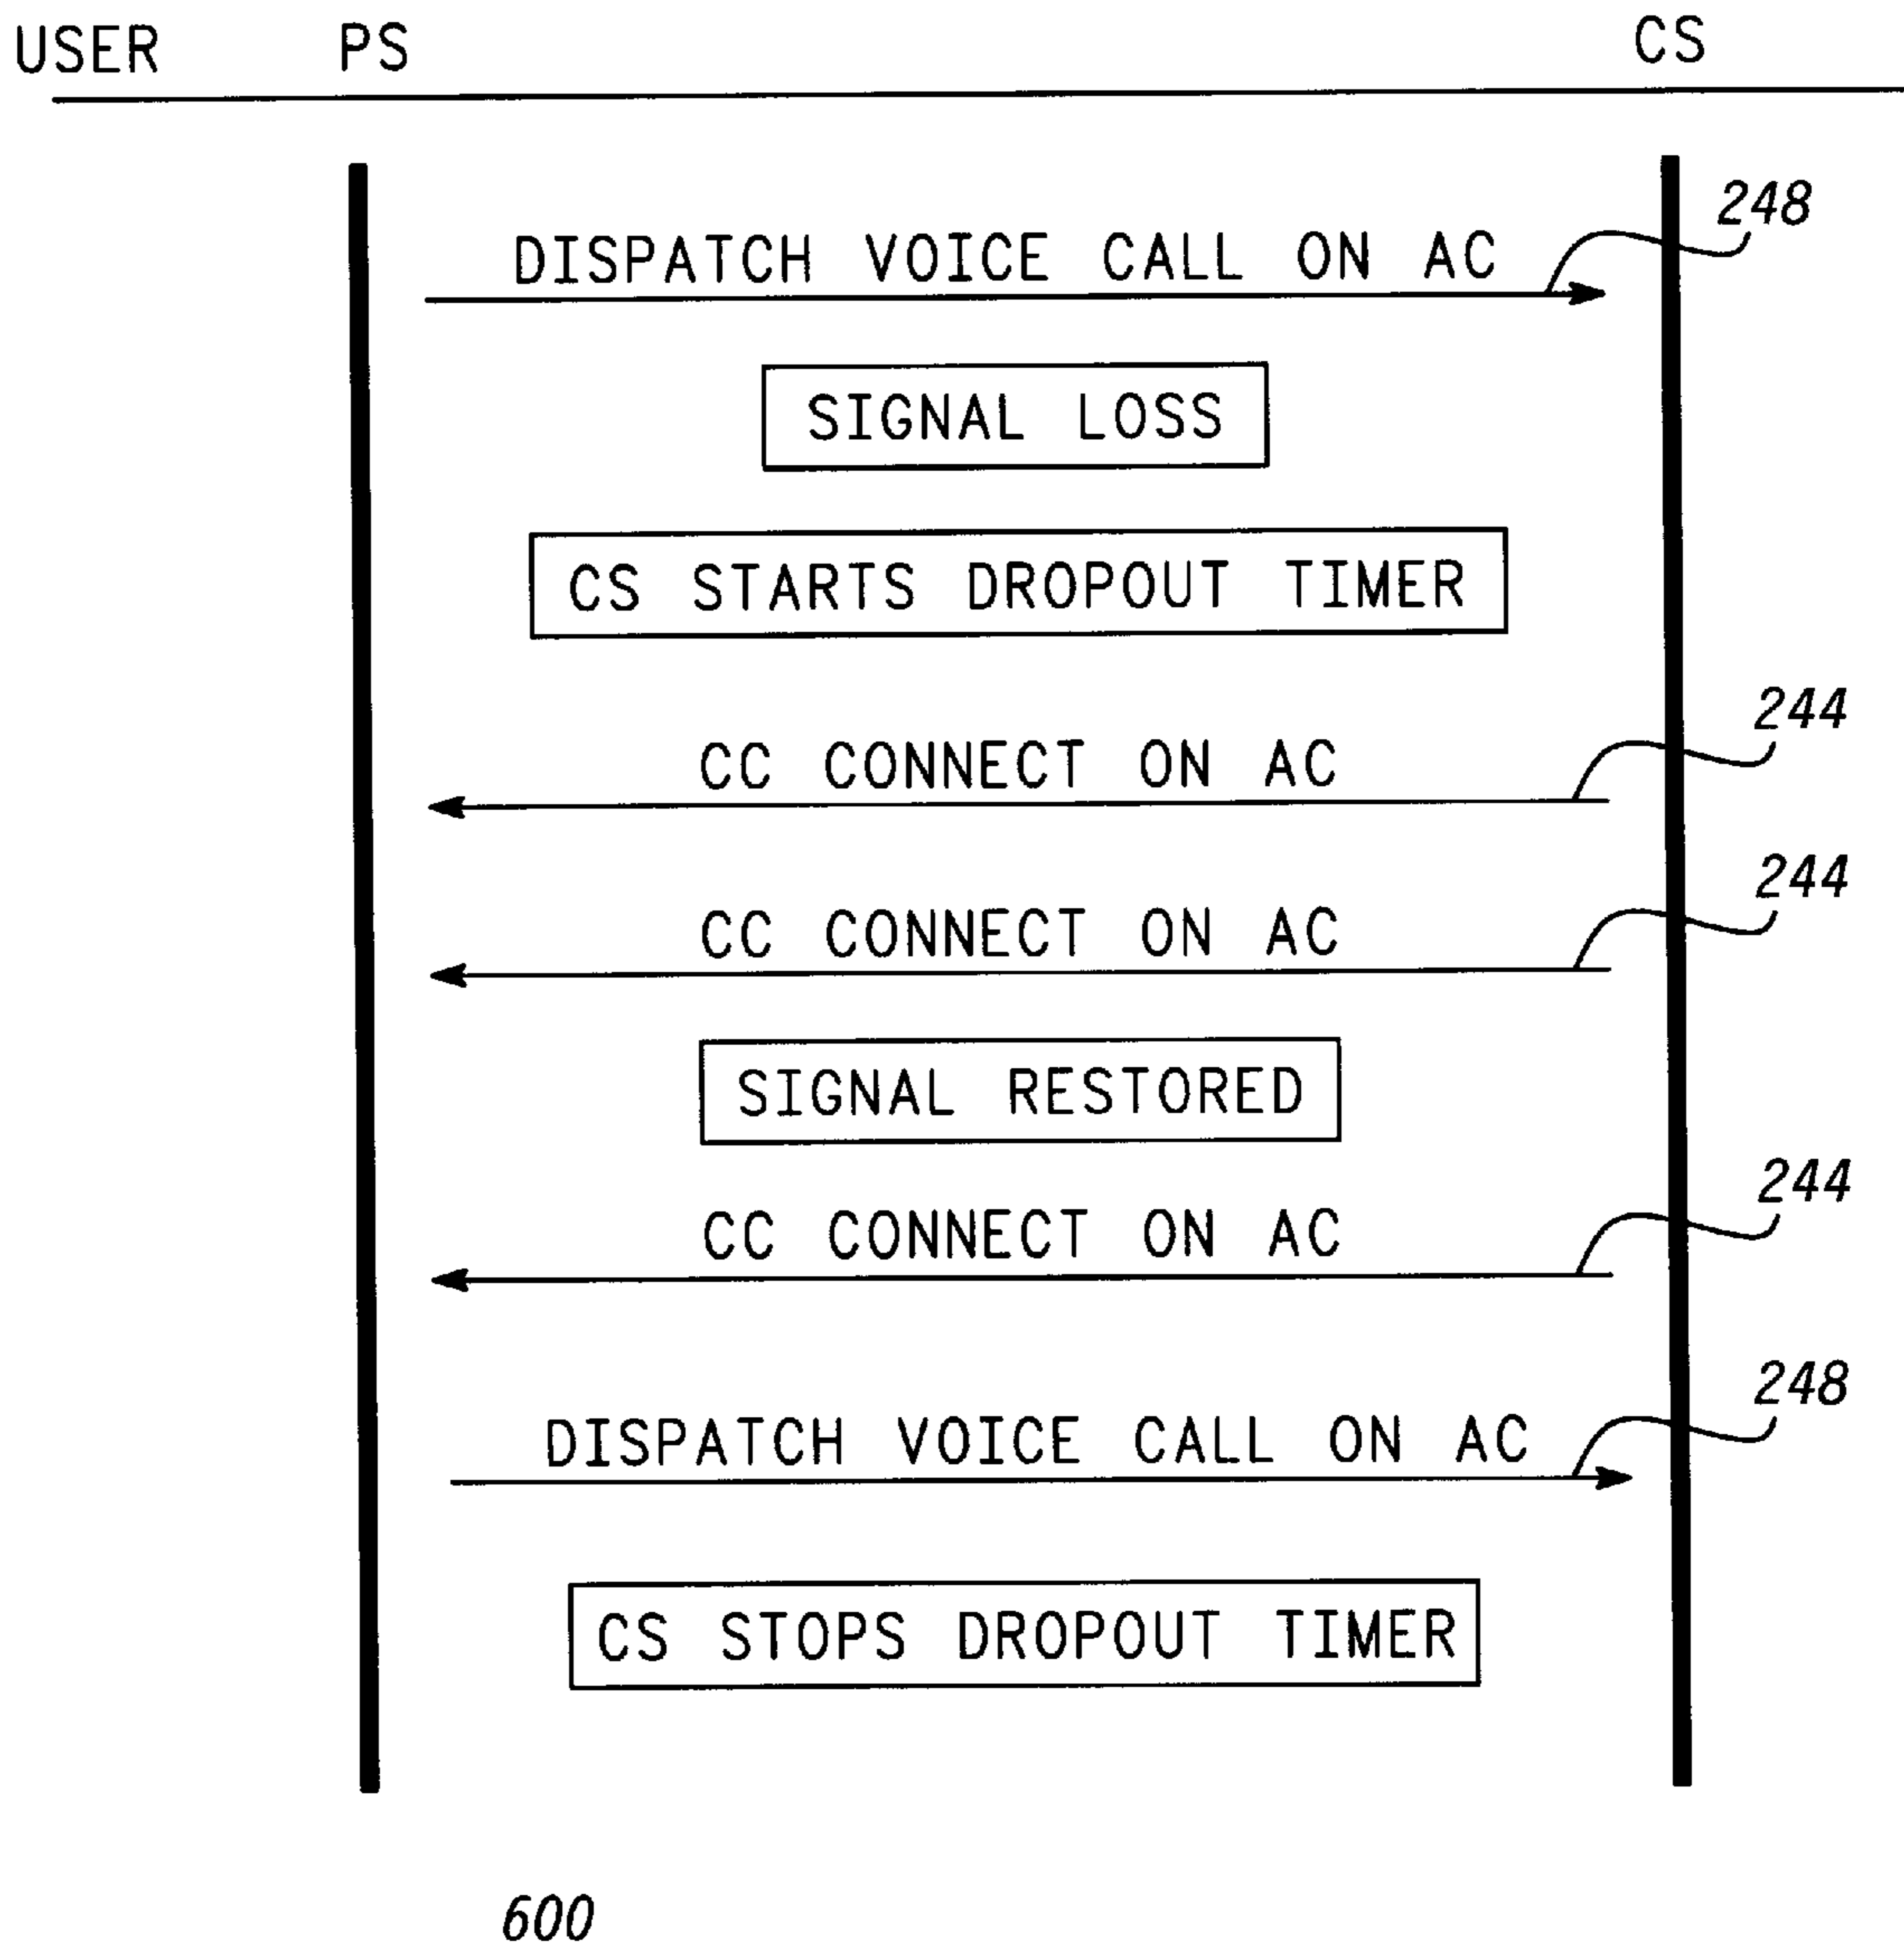 USER PS CS
248
DISPATCH VOICE CALL ON AC
SIGNAL LOSS
CS STARTS DROPOUT TIMER
244
CC CONNECT ON AC
244
CC CONNECT ON AC
SIGNAL RESTORED
244
CC CONNECT ON AC
248
DISPATCH VOICE CALL ON AC
CS STOPS DROPOUT TIMER
600